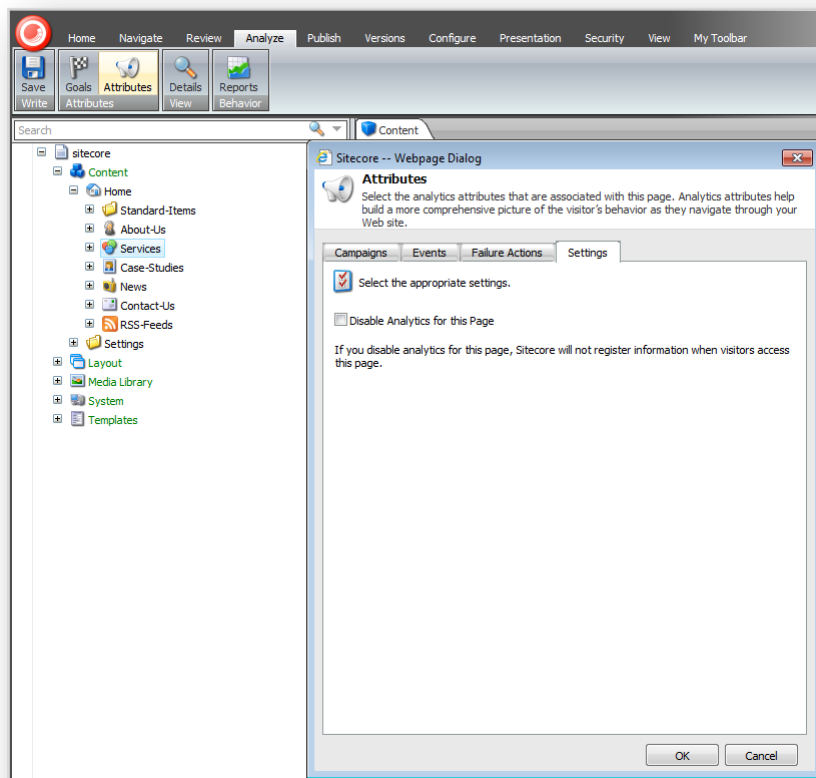 Home Navigate Review Analyze Publish Versions Configure Presentation Security View My Toolbar
Save Goals Attributes Details Reports
Write Attributes View Behavior
Search
Content
sitecore
Content
Home
Standard-Items
About-Us
Services
Case-Studies
News
Contact-Us
RSS-Feeds
Settings
Layout
Media Library
System
Templates
Sitecore -- Webpage Dialog
Attributes
Select the analytics attributes that are associated with this page. Analytics attributes help
build a more comprehensive picture of the visitor's behavior as they navigate through your
Web site.
Campaigns Events Failure Actions Settings
Select the appropriate settings.
Disable Analytics for this Page
If you disable analytics for this page, Sitecore will not register information when visitors access
this page.
OK Cancel